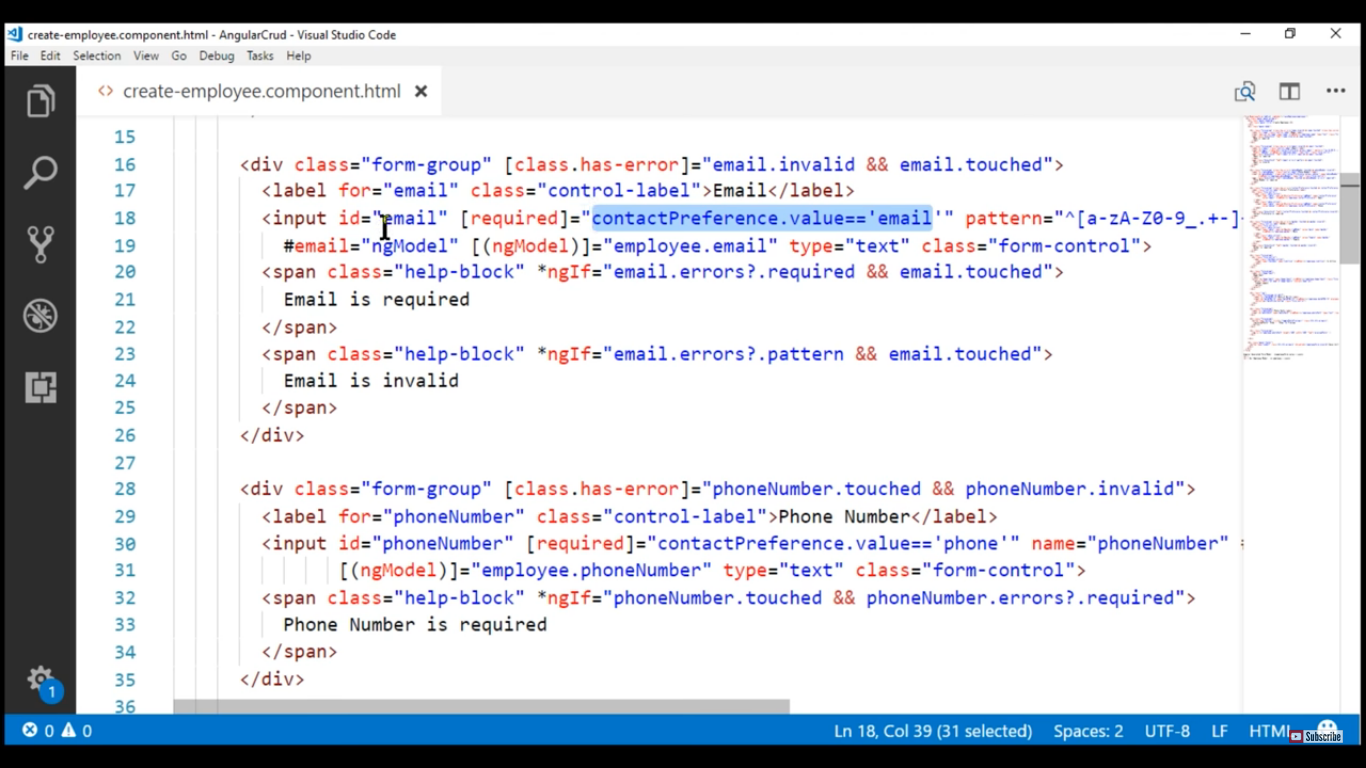 create-employee.component.html - AngularCrud - Visual Studio Code
File Edit Selection View Go Debug Tasks Help
<> create-employee.component.html
15
16 <div class="form-group" [class.has-error]="email.invalid && email.touched">
17 <label for="email" class="control-label">Email</label>
18 <input id="email" [required]="contactPreference.value=='email'" pattern="^[a-zA-Z0-9_.+-]
19 #email="ngModel" [(ngModel)]="employee.email" type="text" class="form-control">
20 <span class="help-block" *ngIf="email.errors?.required && email.touched">
21 Email is required
22 </span>
23 <span class="help-block" *ngIf="email.errors?.pattern && email.touched">
24 Email is invalid
25 </span>
26 </div>
27
28 <div class="form-group" [class.has-error]="phoneNumber.touched && phoneNumber.invalid">
29 <label for="phoneNumber" class="control-label">Phone Number</label>
30 <input id="phoneNumber" [required]="contactPreference.value=='phone'" name="phoneNumber"
31 [(ngModel)]="employee.phoneNumber" type="text" class="form-control">
32 <span class="help-block" *ngIf="phoneNumber.touched && phoneNumber.errors?.required">
33 Phone Number is required
34 </span>
35 </div>
36
1
0 0 Ln 18, Col 39 (31 selected) Spaces: 2 UTF-8 LF HTML
Subscribe